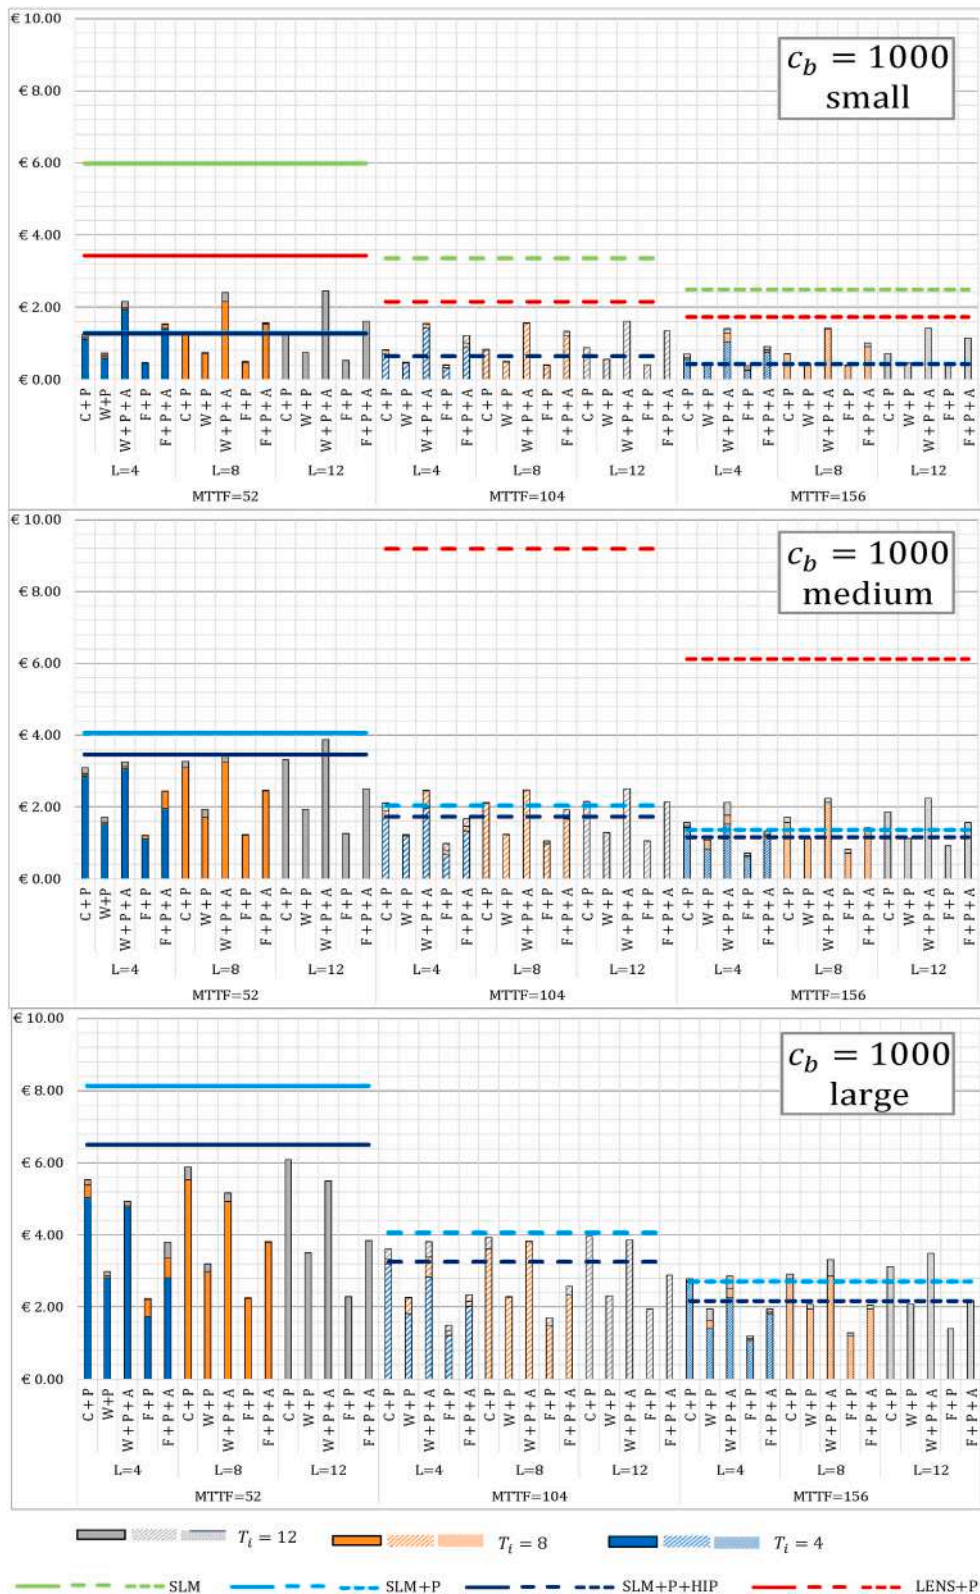 € 10.00
c_b = 1000
small
€ 8.00
€ 6.00
€ 4.00
€ 2.00
€ 0.00
C + P W+P W + P + A F + P F + P + A C + P W + P W + P + A F + P F + P + A C + P W + P W + P + A F + P F + P + A C + P W + P W + P + A F + P F + P + A C + P W + P W + P + A F + P F + P + A C + P W + P W + P + A F + P F + P + A C + P W + P W + P + A F + P F + P + A C + P W + P W + P + A F + P F + P + A C + P W + P W + P + A F + P F + P + A
L=4 L=8 L=12 L=4 L=8 L=12 L=4 L=8 L=12
MTTF=52 MTTF=104 MTTF=156
€ 10.00
c_b = 1000
medium
€ 8.00
€ 6.00
€ 4.00
€ 2.00
€ 0.00
C + P W+P W + P + A F + P F + P + A C + P W + P W + P + A F + P F + P + A C + P W + P W + P + A F + P F + P + A C + P W + P W + P + A F + P F + P + A C + P W + P W + P + A F + P F + P + A C + P W + P W + P + A F + P F + P + A C + P W + P W + P + A F + P F + P + A C + P W + P W + P + A F + P F + P + A C + P W + P W + P + A F + P F + P + A
L=4 L=8 L=12 L=4 L=8 L=12 L=4 L=8 L=12
MTTF=52 MTTF=104 MTTF=156
€ 10.00
c_b = 1000
large
€ 8.00
€ 6.00
€ 4.00
€ 2.00
€ 0.00
C + P W+P W + P + A F + P F + P + A C + P W + P W + P + A F + P F + P + A C + P W + P W + P + A F + P F + P + A C + P W + P W + P + A F + P F + P + A C + P W + P W + P + A F + P F + P + A C + P W + P W + P + A F + P F + P + A C + P W + P W + P + A F + P F + P + A C + P W + P W + P + A F + P F + P + A C + P W + P W + P + A F + P F + P + A
L=4 L=8 L=12 L=4 L=8 L=12 L=4 L=8 L=12
MTTF=52 MTTF=104 MTTF=156
T_i = 12 T_i = 8 T_i = 4
SLM SLM+P SLM+P+HIP LENS+P